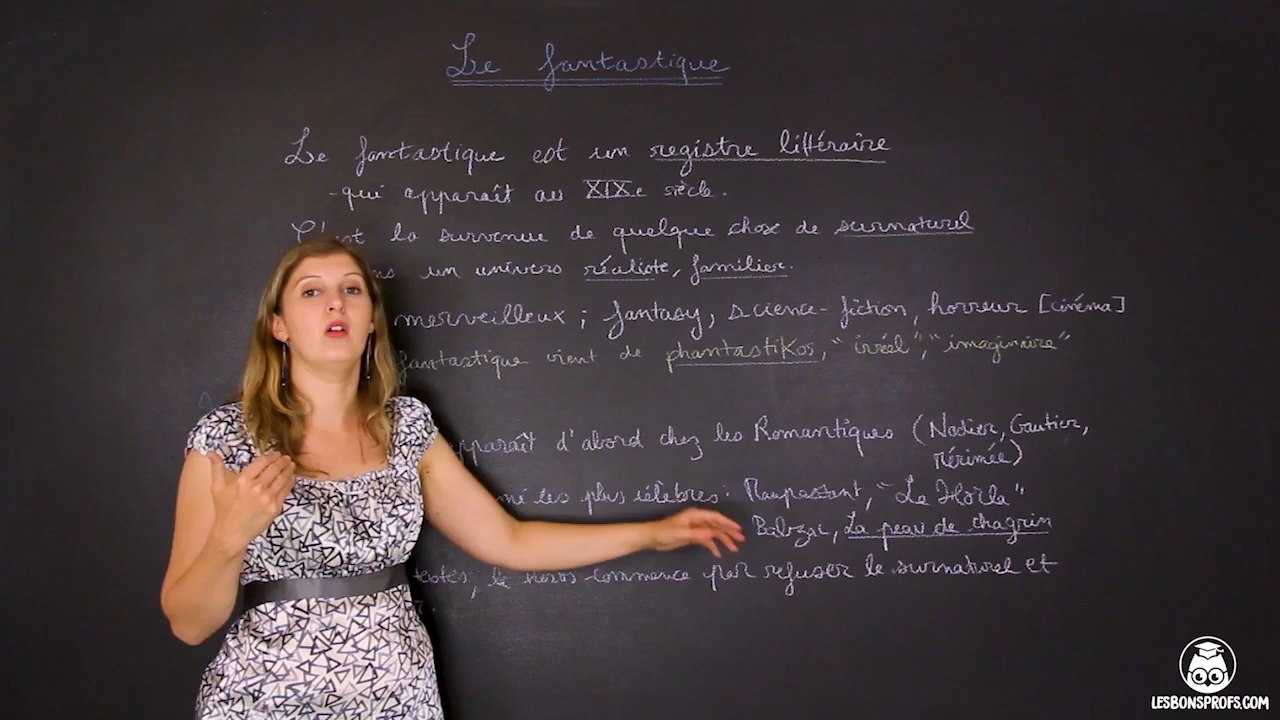 Le fantastique
Le fantastique est un registre littéraire
- qui apparaît au XIXe siècle.
C'est la survenue de quelque chose de surnaturel
un univers réaliste, familier.
merveilleux ; fantasy, science-fiction, horreur [cinéma]
fantastique vient de phantastikos, "irréel", "imaginaire"
apparaît d'abord chez les Romantiques (Nodier, Gautier,
Mérimée)
les plus célèbres : Maupassant, "Le Horla"
Balzac, La peau de chagrin
le héros commence par refuser le surnaturel et
LESBONSPROFS.COM